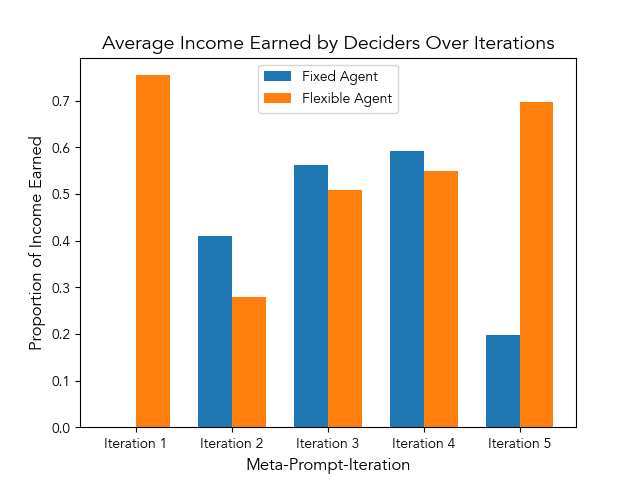 Average Income Earned by Deciders Over Iterations
Fixed Agent
Flexible Agent
Proportion of Income Earned
0.7
0.6
0.5
0.4
0.3
0.2
0.1
0.0
Iteration 1
Iteration 2
Iteration 3
Iteration 4
Iteration 5
Meta-Prompt-Iteration